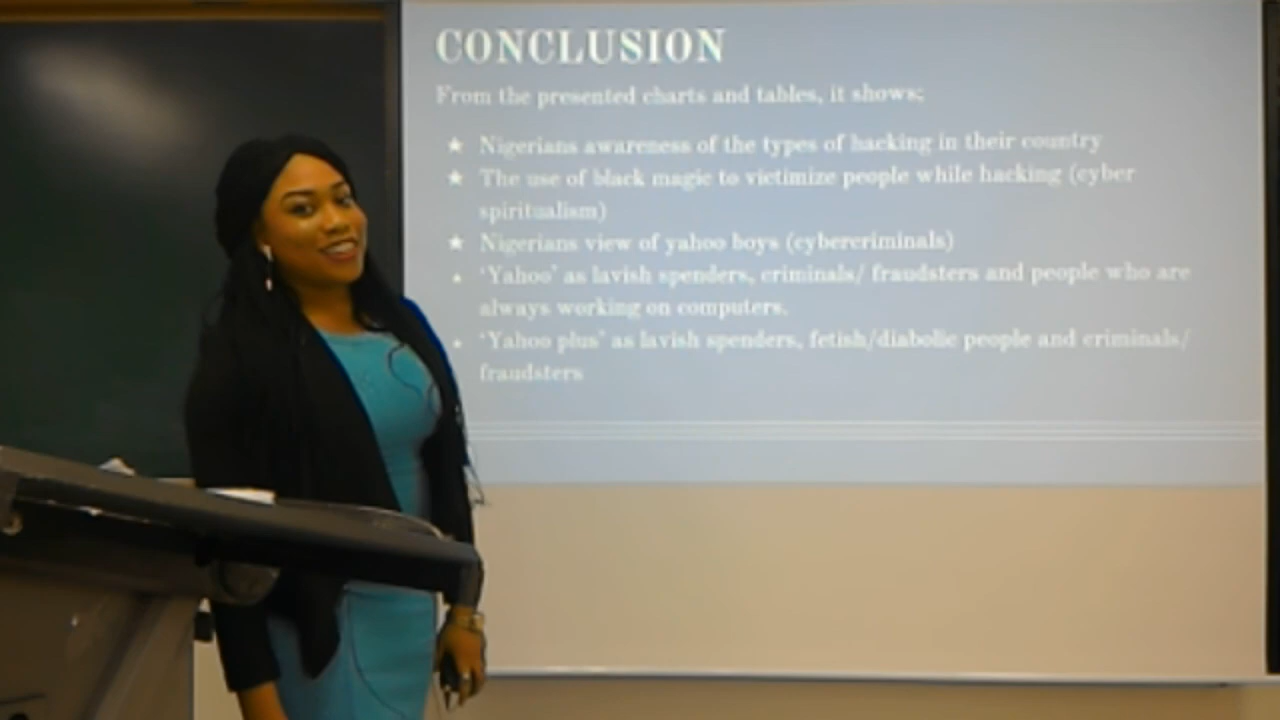 CONCLUSION
From the presented charts and tables, it shows;
★ Nigerians awareness of the types of hacking in their country
★ The use of black magic to victimize people while hacking (cyber
spiritualism)
★ Nigerians view of yahoo boys (cybercriminals)
• ‘Yahoo’ as lavish spenders, criminals/ fraudsters and people who are
always working on computers.
• ‘Yahoo plus’ as lavish spenders, fetish/diabolic people and criminals/
fraudsters